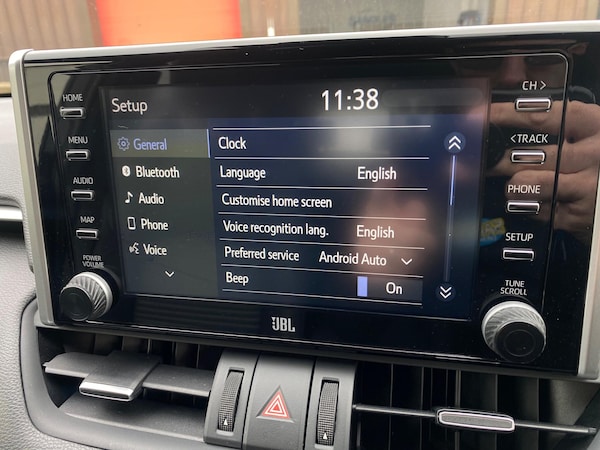 Setup 11:38
HOME
MENU
AUDIO
MAP
POWER
VOLUME
General
Bluetooth
Audio
Phone
Voice
Clock
Language English
Customise home screen
Voice recognition lang. English
Preferred service Android Auto
Beep On
CH >
< TRACK
PHONE
SETUP
TUNE
SCROLL
JBL